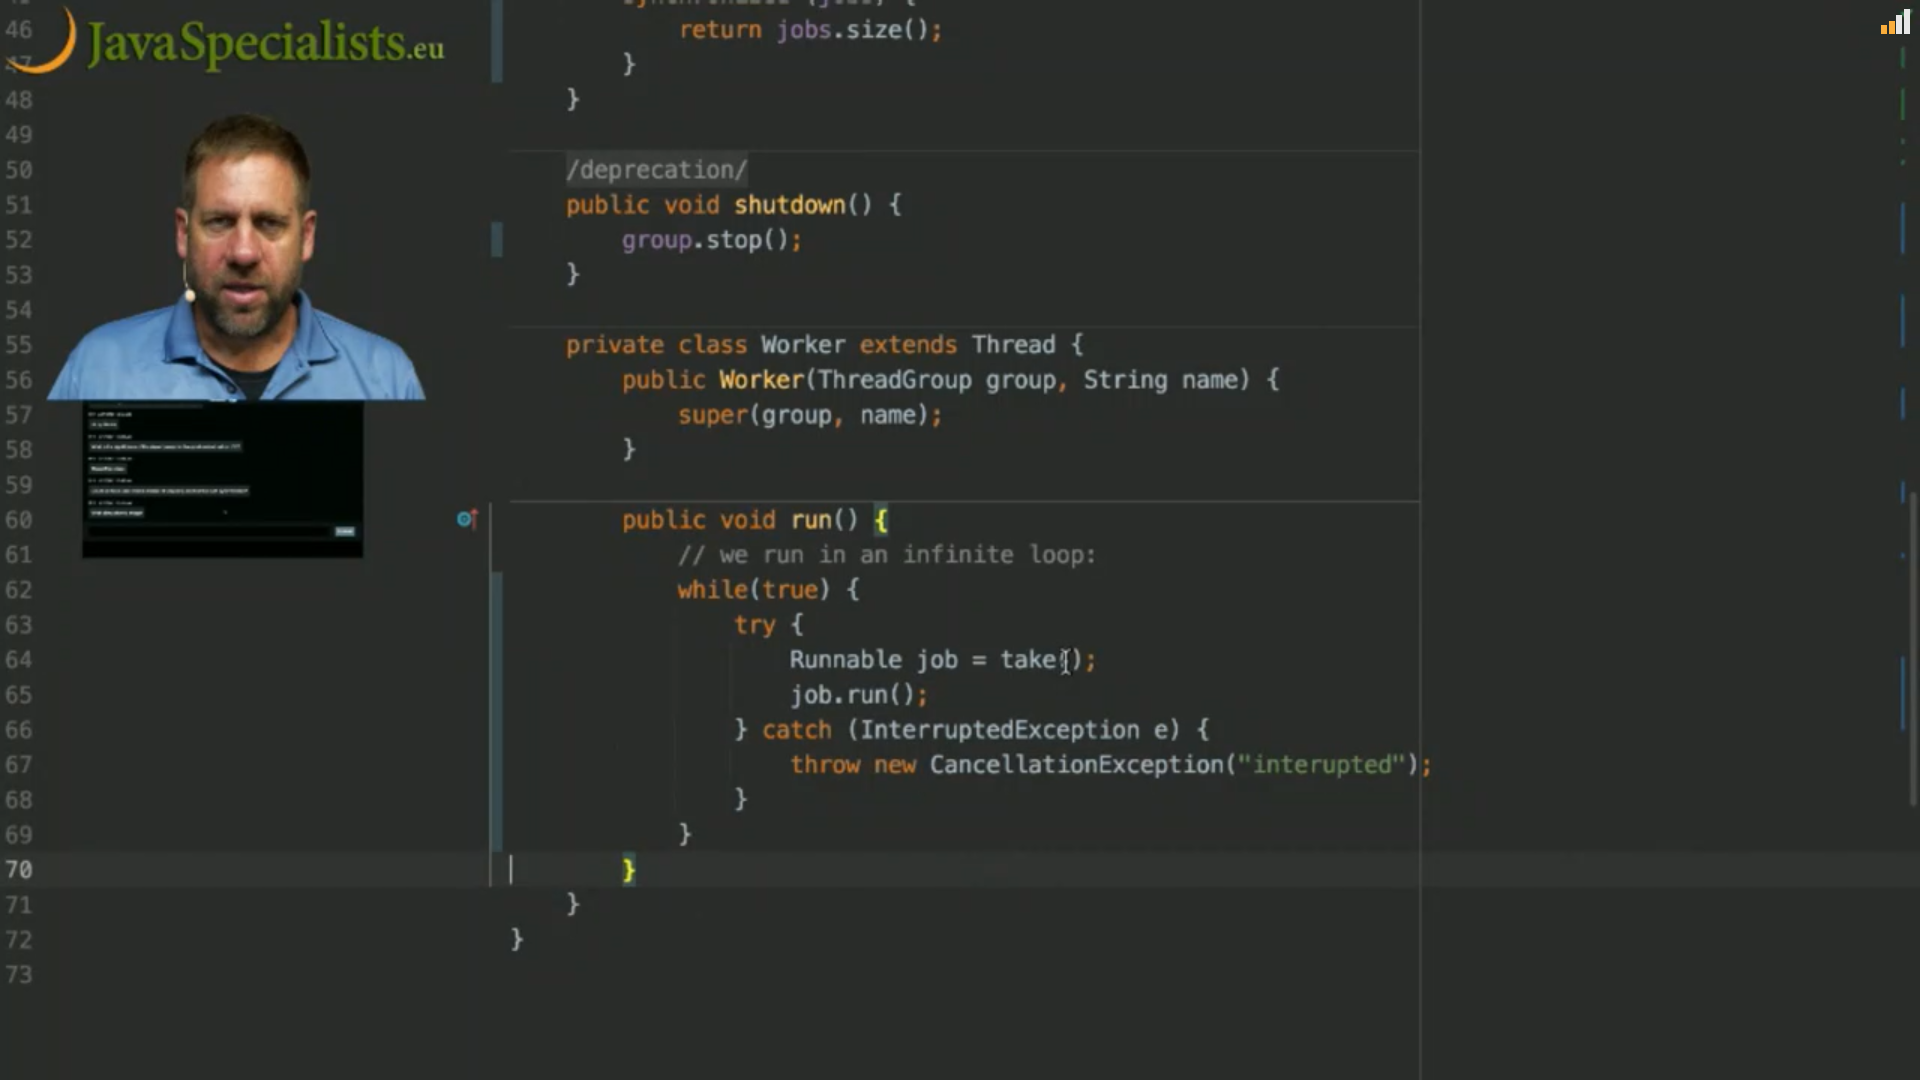 JavaSpecialists.eu
46 return jobs.size();
47 }
48 }
49
50 /deprecation/
51 public void shutdown() {
52 group.stop();
53 }
54
55 private class Worker extends Thread {
56 public Worker(ThreadGroup group, String name) {
57 super(group, name);
58 }
59
60 public void run() {
61 // we run in an infinite loop:
62 while(true) {
63 try {
64 Runnable job = take();
65 job.run();
66 } catch (InterruptedException e) {
67 throw new CancellationException("interupted");
68 }
69 }
70 }
71 }
72 }
73